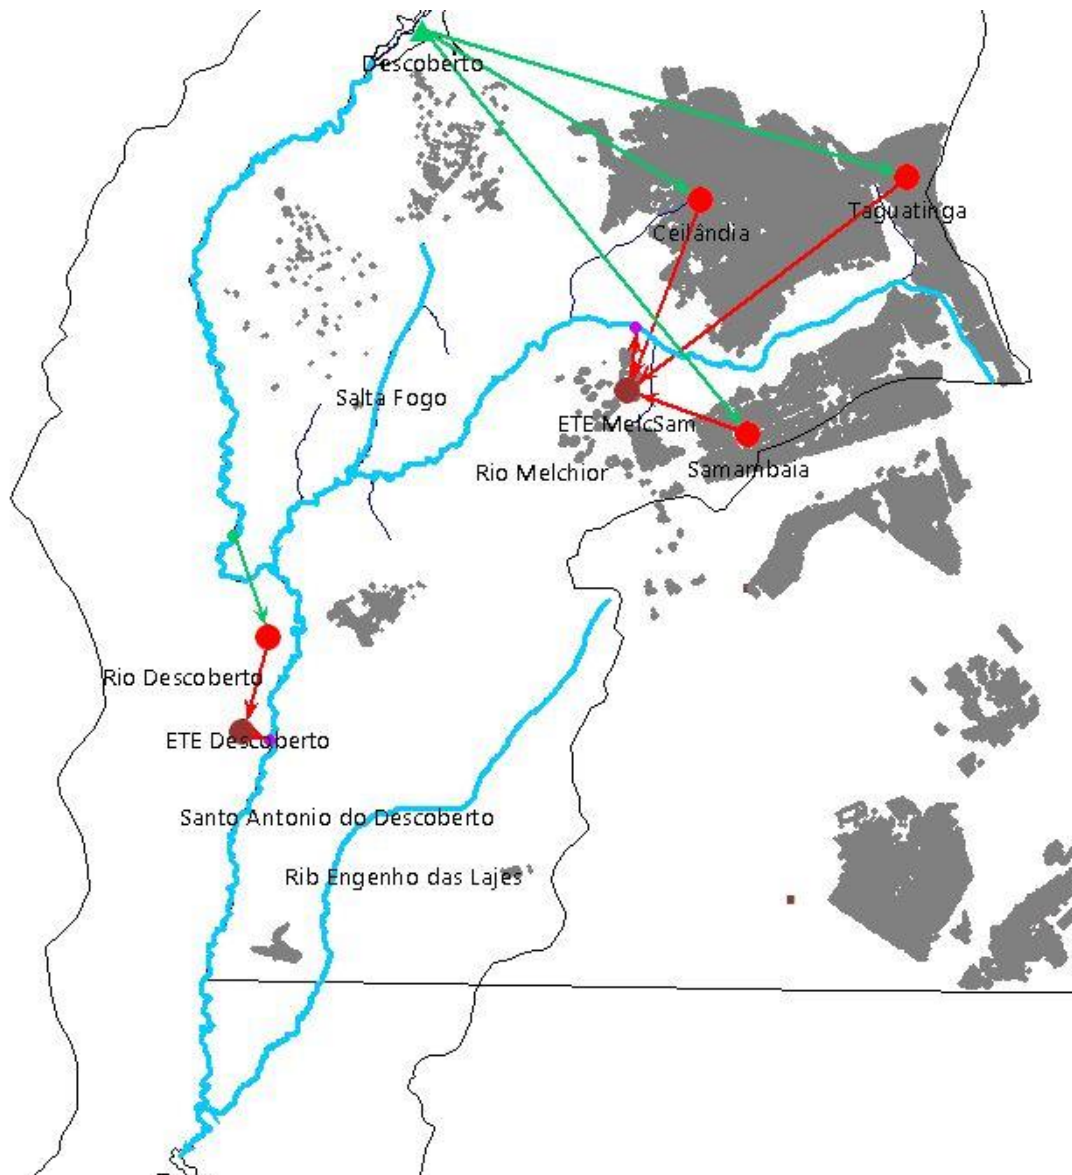 Descoberto
Taguatinga
Ceilândia
Salta Fogo
ETE MelcSam
Samambaia
Rio Melchior
Rio Descoberto
ETE Descoberto
Santo Antonio do Descoberto
Rib Engenho das Lajes